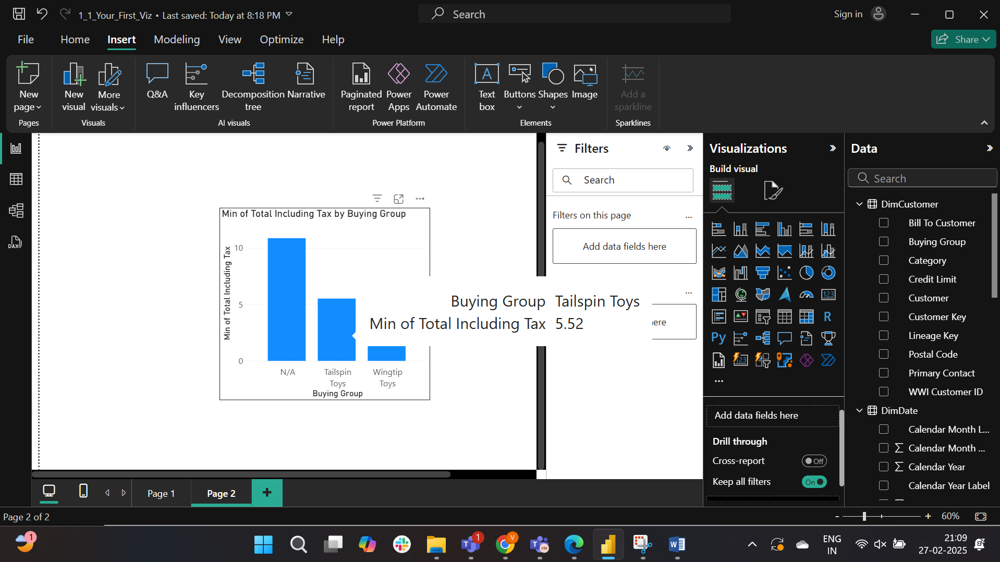 1_1_Your_First_Viz • Last saved: Today at 8:18 PM
Search
Sign in
File
Home
Insert
Modeling
View
Optimize
Help
Share
New page
New visual
More visuals
Q&A
Key influencers
Decomposition tree
Narrative
Paginated report
Power Apps
Power Automate
Text box
Buttons
Shapes
Image
Add a sparkline
Pages
Visuals
AI visuals
Power Platform
Elements
Sparklines
DAX
Min of Total Including Tax by Buying Group
Min of Total Including Tax
10
5
0
N/A
Tailspin Toys
Wingtip Toys
Buying Group
Buying Group Tailspin Toys
Min of Total Including Tax 5.52
Filters
Search
Filters on this page
...
Add data fields here
...
here
Visualizations
Build visual
123
R
Py
123
...
Add data fields here
Drill through
Cross-report
Off
Keep all filters
On
Data
Search
DimCustomer
Bill To Customer
Buying Group
Category
Credit Limit
Customer
Customer Key
Lineage Key
Postal Code
Primary Contact
WWI Customer ID
DimDate
Calendar Month L...
Calendar Month ...
Calendar Year
Calendar Year Label
Page 1
Page 2
+
Page 2 of 2
- + 60%
1
1
V
VM
ENG
IN
21:09
27-02-2025